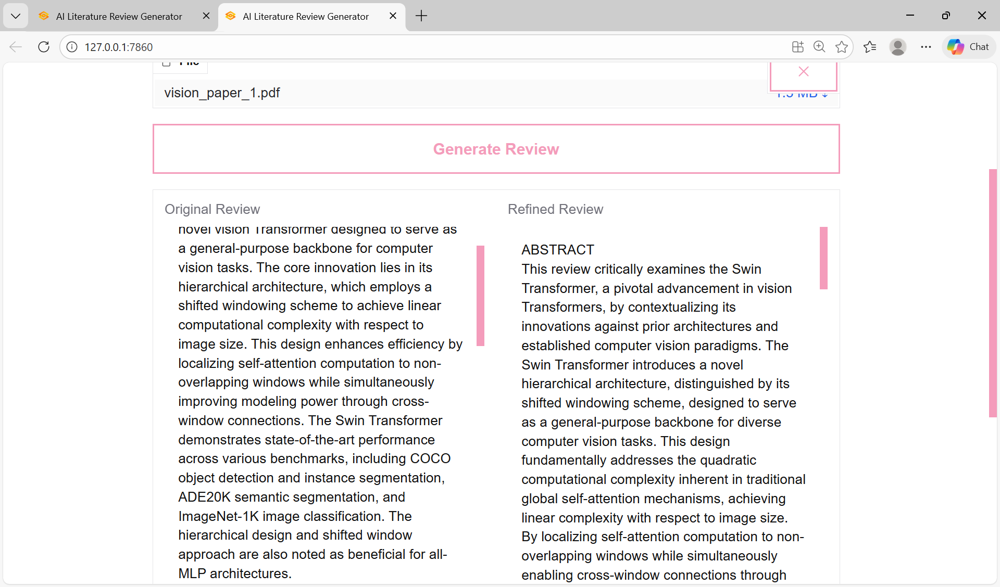 AI Literature Review Generator
AI Literature Review Generator
127.0.0.1:7860
Chat
File
vision_paper_1.pdf
1.5 MB ↓
Generate Review
Original Review
novel vision Transformer designed to serve as
a general-purpose backbone for computer
vision tasks. The core innovation lies in its
hierarchical architecture, which employs a
shifted windowing scheme to achieve linear
computational complexity with respect to
image size. This design enhances efficiency by
localizing self-attention computation to non-
overlapping windows while simultaneously
improving modeling power through cross-
window connections. The Swin Transformer
demonstrates state-of-the-art performance
across various benchmarks, including COCO
object detection and instance segmentation,
ADE20K semantic segmentation, and
ImageNet-1K image classification. The
hierarchical design and shifted window
approach are also noted as beneficial for all-
MLP architectures.
Refined Review
ABSTRACT
This review critically examines the Swin
Transformer, a pivotal advancement in vision
Transformers, by contextualizing its
innovations against prior architectures and
established computer vision paradigms. The
Swin Transformer introduces a novel
hierarchical architecture, distinguished by its
shifted windowing scheme, designed to serve
as a general-purpose backbone for diverse
computer vision tasks. This design
fundamentally addresses the quadratic
computational complexity inherent in traditional
global self-attention mechanisms, achieving
linear complexity with respect to image size.
By localizing self-attention computation to non-
overlapping windows while simultaneously
enabling cross-window connections through